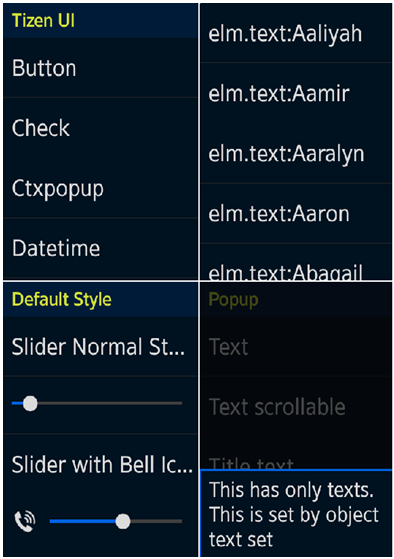 Tizen UI
Button
Check
Ctxpopup
Datetime
elm.text:Aaliyah
elm.text:Aamir
elm.text:Aaralyn
elm.text:Aaron
elm.text:Abagail
Default Style
Slider Normal St...
Slider with Bell Ic...
Popup
Text
Text scrollable
Title text
This has only texts.
This is set by object
text set